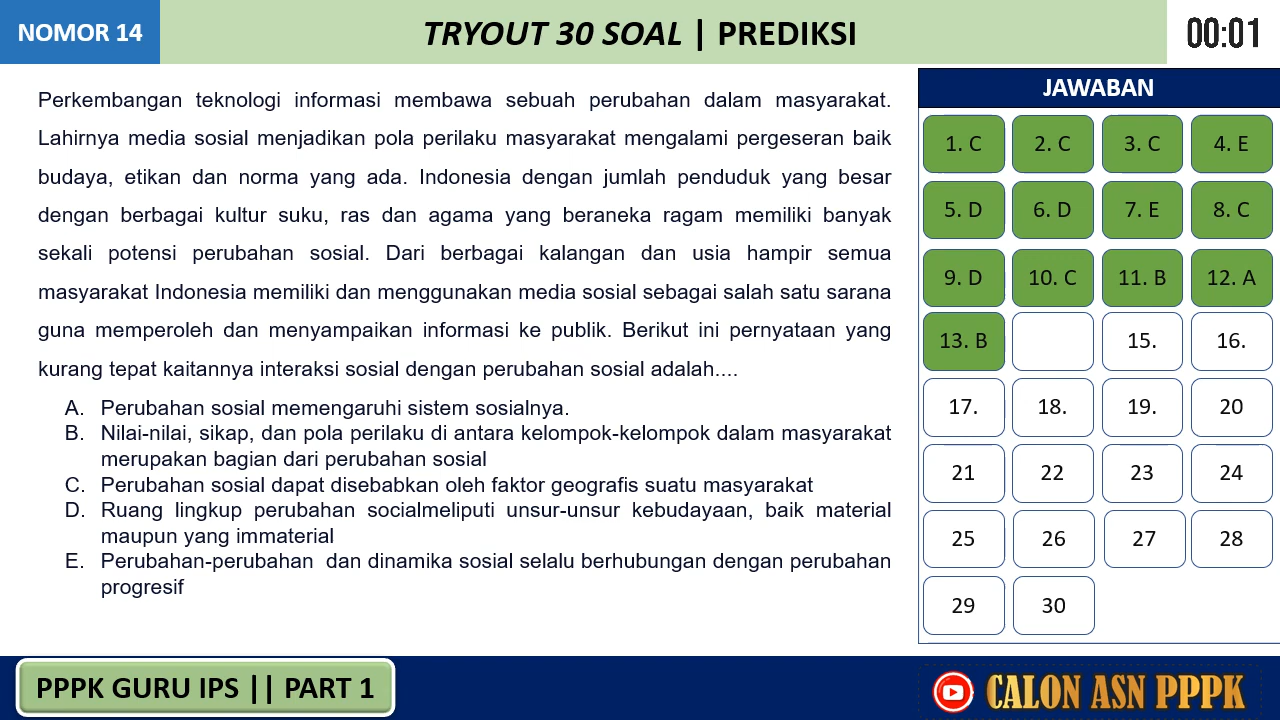 NOMOR 14
TRYOUT 30 SOAL | PREDIKSI
00:01
Perkembangan teknologi informasi membawa sebuah perubahan dalam masyarakat.
Lahirnya media sosial menjadikan pola perilaku masyarakat mengalami pergeseran baik
budaya, etikan dan norma yang ada. Indonesia dengan jumlah penduduk yang besar
dengan berbagai kultur suku, ras dan agama yang beraneka ragam memiliki banyak
sekali potensi perubahan sosial. Dari berbagai kalangan dan usia hampir semua
masyarakat Indonesia memiliki dan menggunakan media sosial sebagai salah satu sarana
guna memperoleh dan menyampaikan informasi ke publik. Berikut ini pernyataan yang
kurang tepat kaitannya interaksi sosial dengan perubahan sosial adalah....
A. Perubahan sosial memengaruhi sistem sosialnya.
B. Nilai-nilai, sikap, dan pola perilaku di antara kelompok-kelompok dalam masyarakat
merupakan bagian dari perubahan sosial
C. Perubahan sosial dapat disebabkan oleh faktor geografis suatu masyarakat
D. Ruang lingkup perubahan socialmeliputi unsur-unsur kebudayaan, baik material
maupun yang immaterial
E. Perubahan-perubahan dan dinamika sosial selalu berhubungan dengan perubahan
progresif
JAWABAN
1. C 2. C 3. C 4. E
5. D 6. D 7. E 8. C
9. D 10. C 11. B 12. A
13. B 15. 16.
17. 18. 19. 20
21 22 23 24
25 26 27 28
29 30
PPPK GURU IPS || PART 1
CALON ASN PPPK